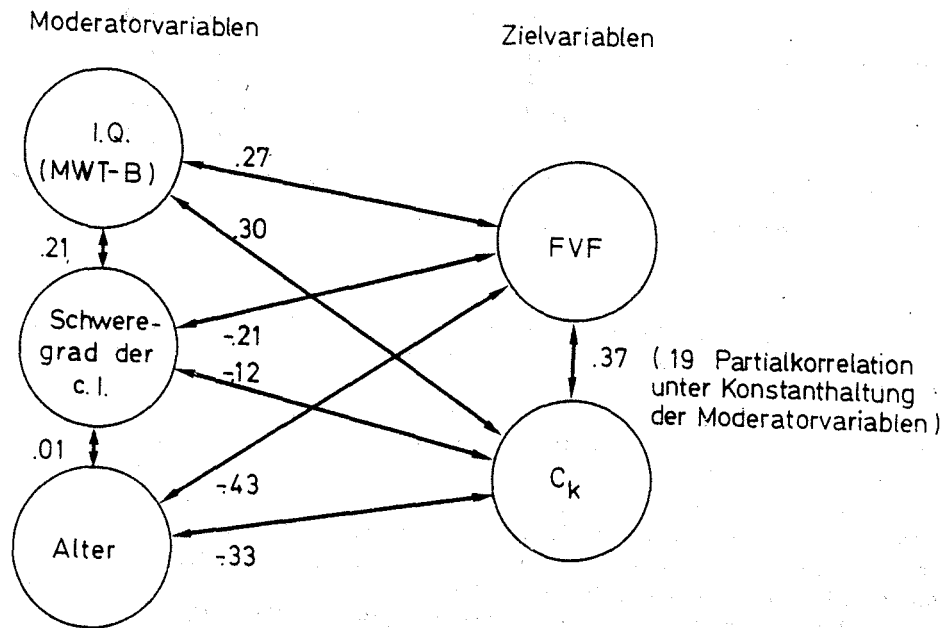 Moderatorvariablen
Zielvariablen
I.Q.
(MWT-B)
.27
.30
.21
FVF
Schwere-
grad der
c.I.
-.21
-.12
.37 (.19 Partialkorrelation
unter Konstanthaltung
der Moderatorvariablen)
.01
-.43
Ck
Alter
-.33